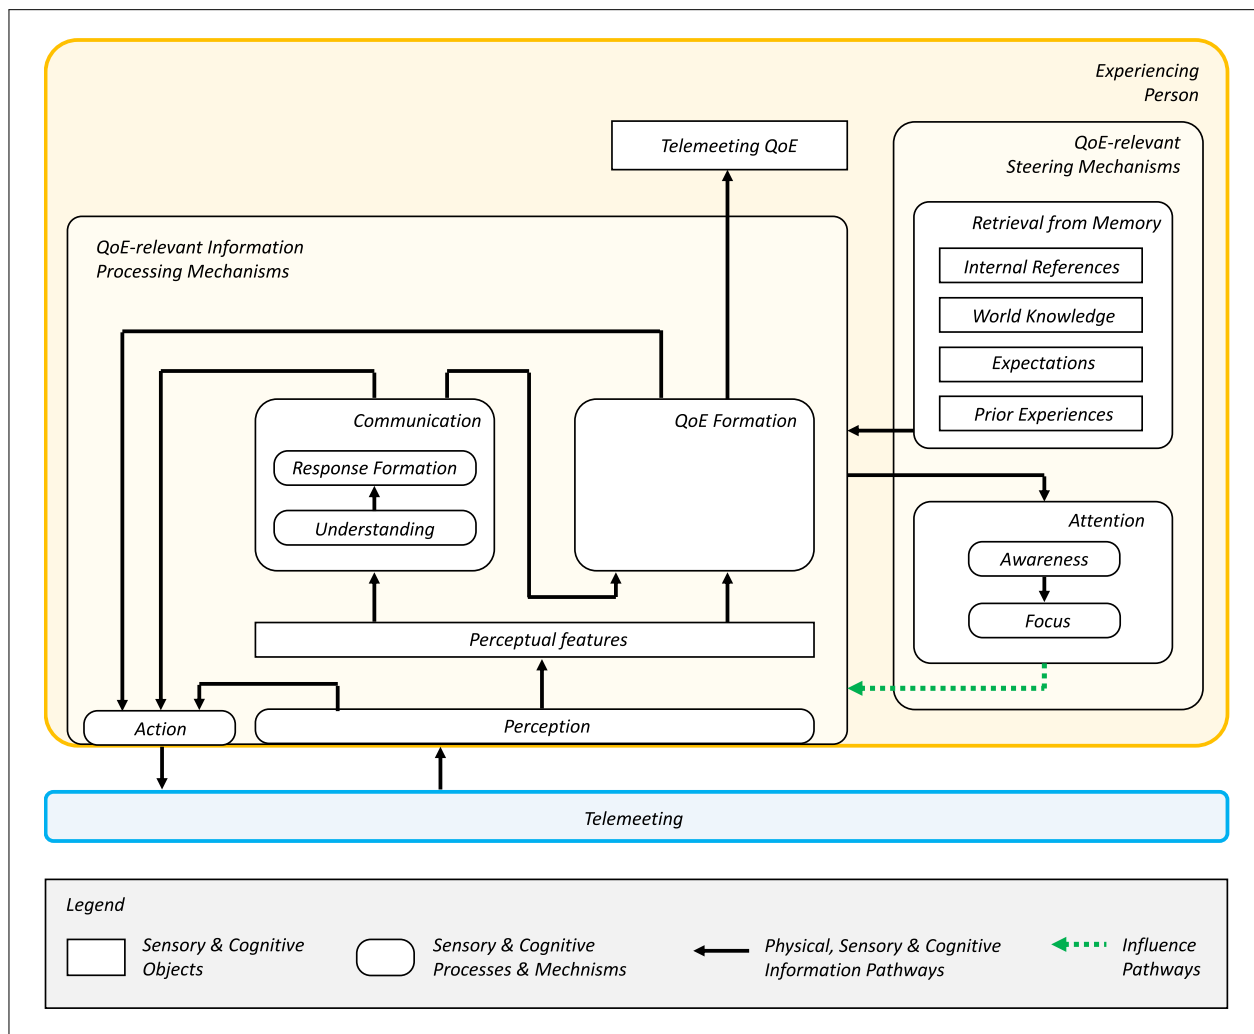 Experiencing
Person
Telemeeting QoE
QoE-relevant
Steering Mechanisms
Retrieval from Memory
Internal References
World Knowledge
Expectations
Prior Experiences
QoE-relevant Information
Processing Mechanisms
Communication
Response Formation
Understanding
QoE Formation
Attention
Awareness
Focus
Perceptual features
Action
Perception
Telemeeting
Legend
Sensory & Cognitive
Objects
Sensory & Cognitive
Processes & Mechnisms
Physical, Sensory & Cognitive
Information Pathways
Influence
Pathways